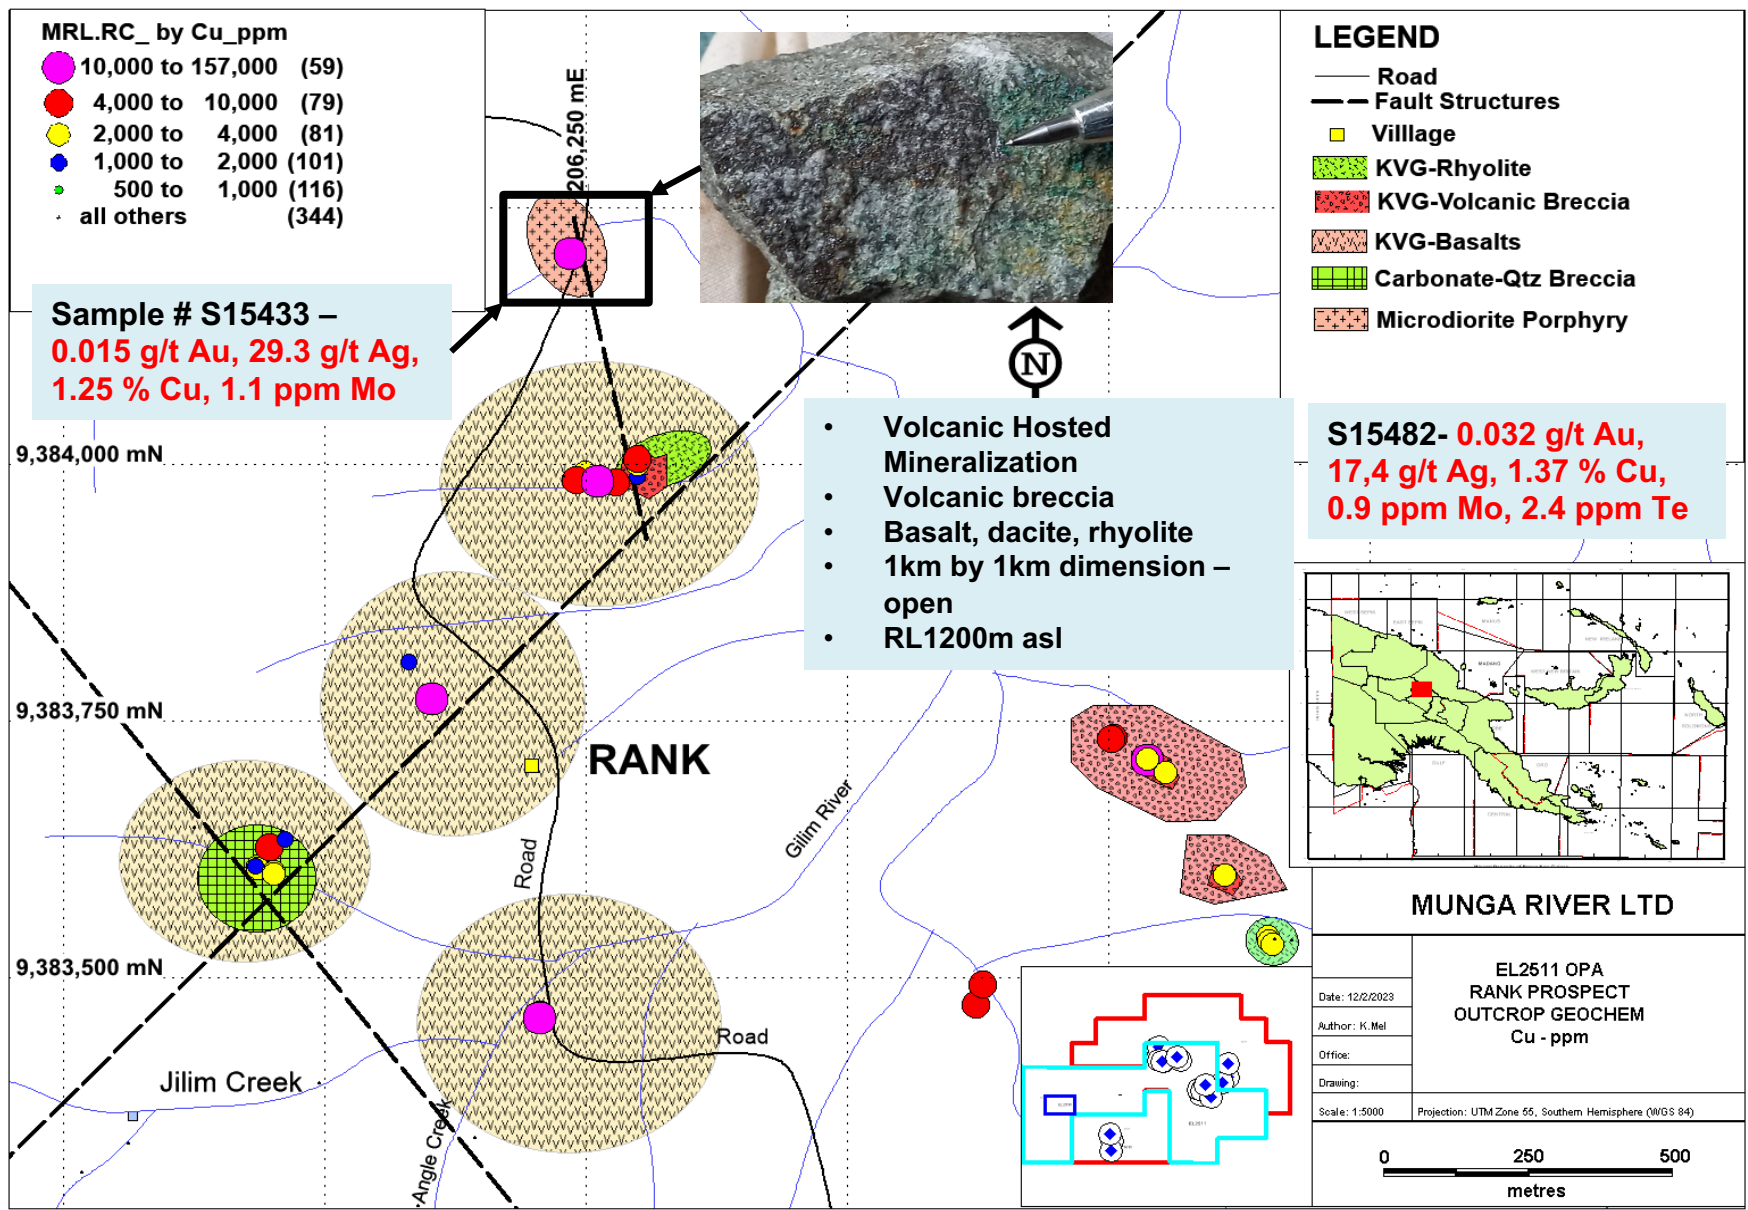 MRL.RC_ by Cu_ppm
10,000 to 157,000 (59)
4,000 to 10,000 (79)
2,000 to 4,000 (81)
1,000 to 2,000 (101)
500 to 1,000 (116)
all others (344)
206,250 mE
LEGEND
Road
Fault Structures
Villlage
KVG-Rhyolite
KVG-Volcanic Breccia
KVG-Basalts
Carbonate-Qtz Breccia
Microdiorite Porphyry
Sample # S15433 –
0.015 g/t Au, 29.3 g/t Ag,
1.25 % Cu, 1.1 ppm Mo
N
• Volcanic Hosted
Mineralization
• Volcanic breccia
• Basalt, dacite, rhyolite
• 1km by 1km dimension –
open
• RL1200m asl
S15482- 0.032 g/t Au,
17,4 g/t Ag, 1.37 % Cu,
0.9 ppm Mo, 2.4 ppm Te
9,384,000 mN
9,383,750 mN
9,383,500 mN
RANK
Road
Gilim River
Road
Jilim Creek
Angle Creek
MADANG
MANUS
GULF
CENTRAL
EL2511
MUNGA RIVER LTD
EL2511 OPA
RANK PROSPECT
OUTCROP GEOCHEM
Cu - ppm
Date: 12/2/2023
Author: K.Mel
Office:
Drawing:
Scale: 1:5000
Projection: UTM Zone 55, Southern Hemisphere (WGS 84)
0 250 500
metres